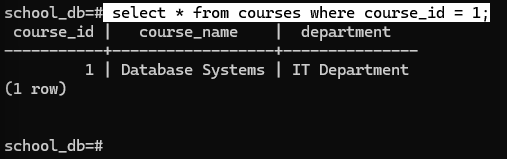 school_db=# select * from courses where course_id = 1;
 course_id |   course_name    |  department
-----------+------------------+---------------
         1 | Database Systems | IT Department
(1 row)
school_db=#